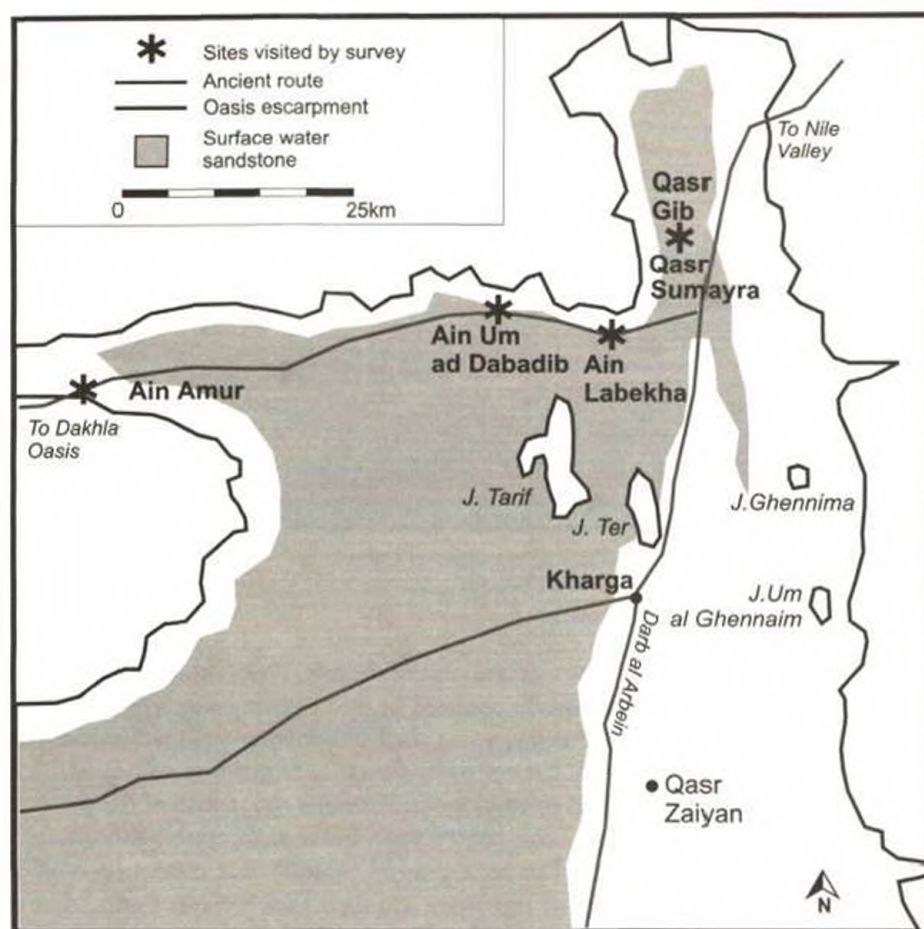 Sites visited by survey
Ancient route
Oasis escarpment
Surface water
sandstone
0 25km
To Nile
Valley
Qasr
Gib
Qasr
Sumayra
Ain Um
ad Dabadib
Ain
Labekha
Ain Amur
To Dakhla
Oasis
J. Tarif
J. Ter
J.Ghennima
Kharga
J.Um
al Ghennaim
Darb al Arbein
Qasr
Zaiyan
N